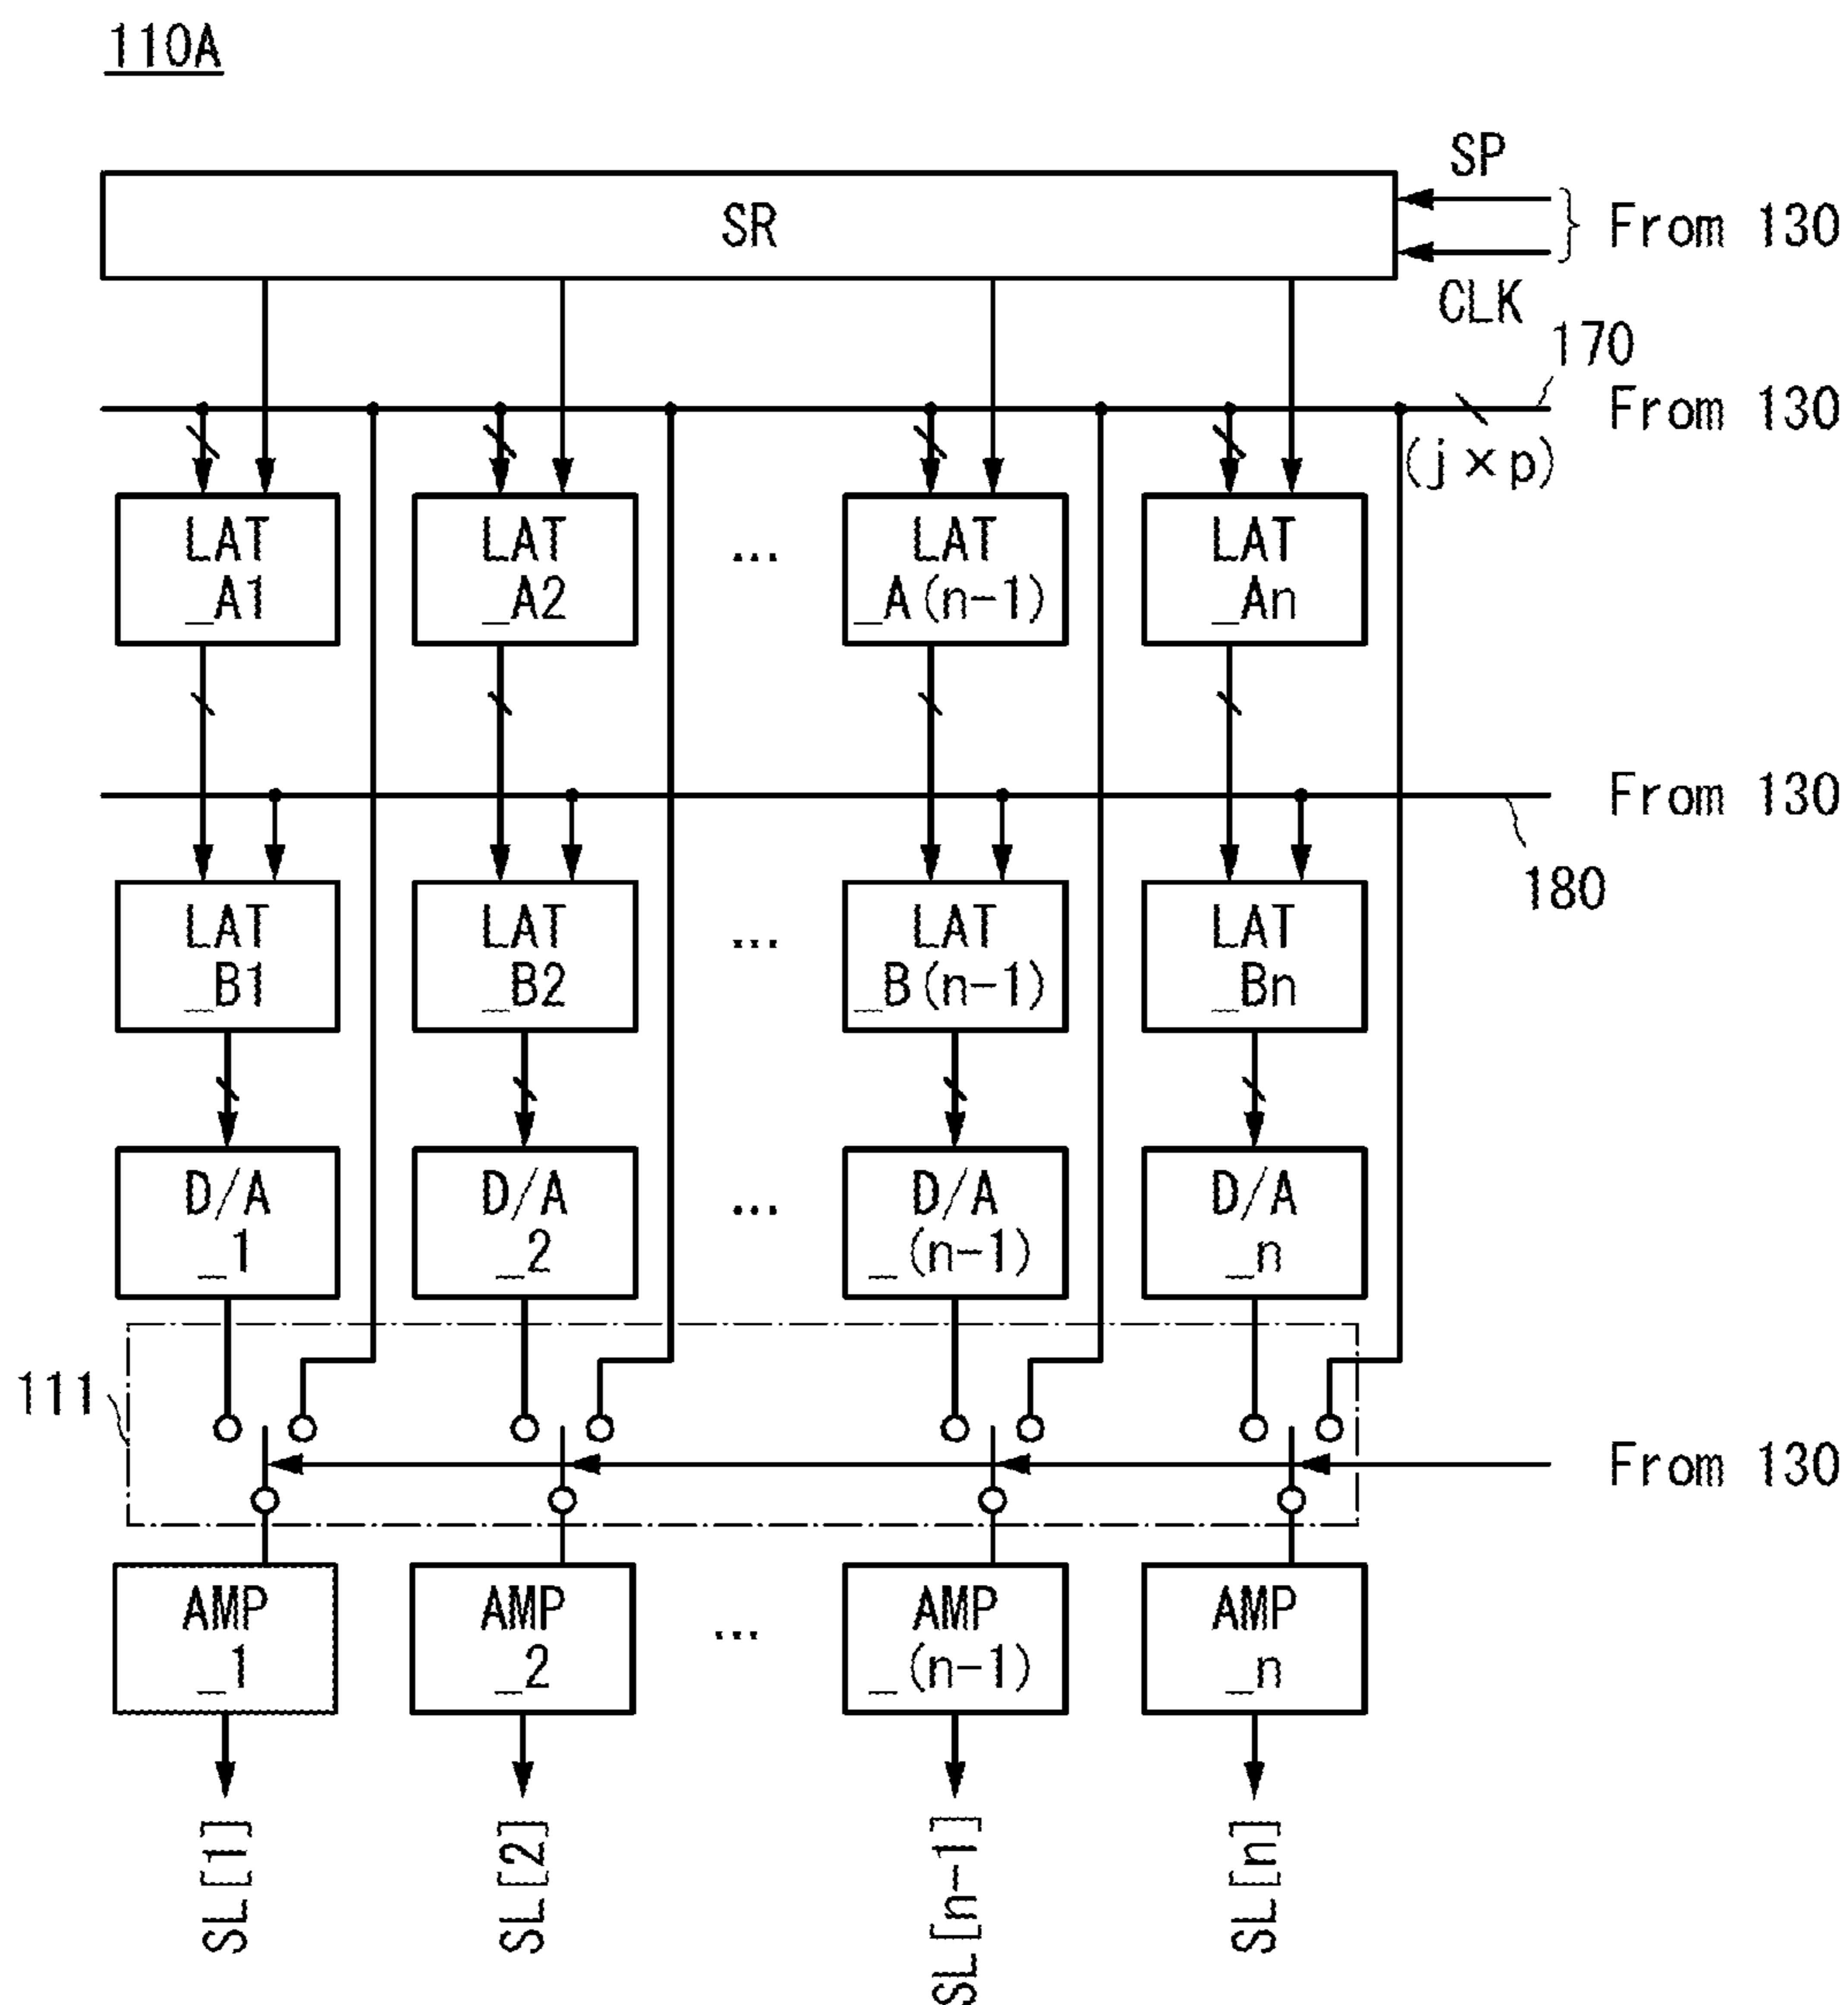 110A
SP
SR
From 130
CLK
170
From 130
(j×p)
LAT
_A1
LAT
_A2
...
LAT
_A(n-1)
LAT
_An
From 130
180
LAT
_B1
LAT
_B2
...
LAT
_B(n-1)
LAT
_Bn
D/A
_1
D/A
_2
...
D/A
_(n-1)
D/A
_n
111
From 130
AMP
_1
AMP
_2
...
AMP
_(n-1)
AMP
_n
SL[1]
SL[2]
SL[n-1]
SL[n]